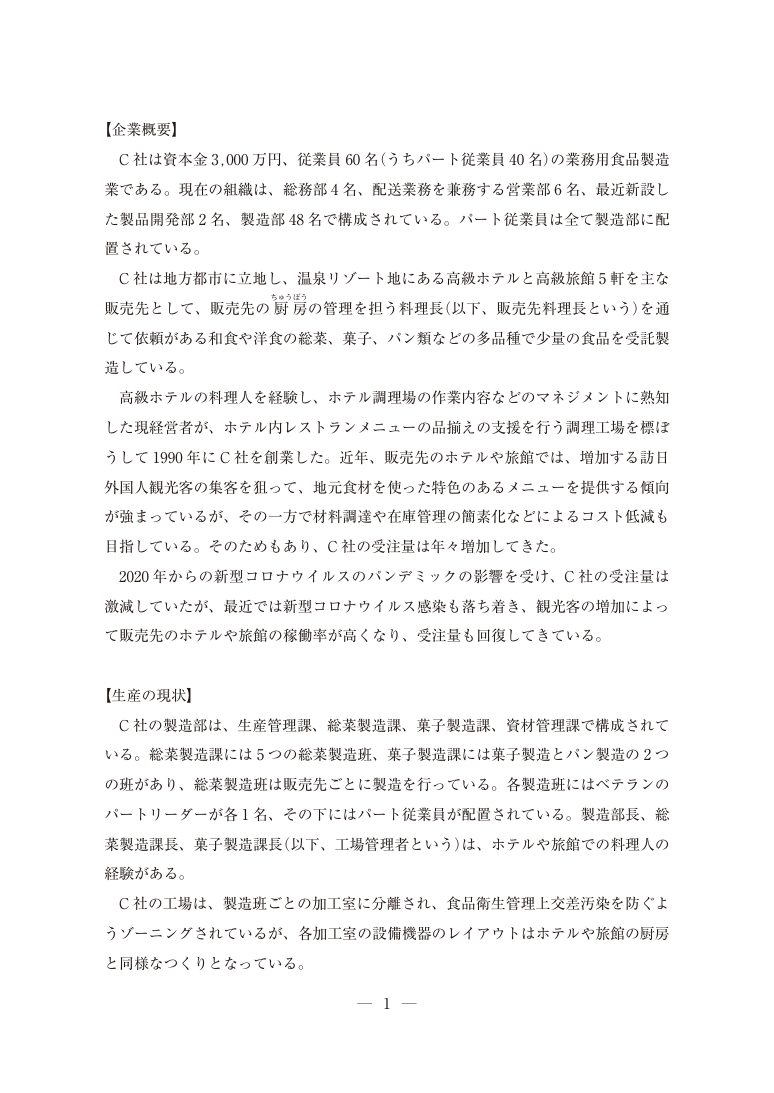 【企業概要】
C 社は資本金 3,000 万円、従業員 60 名(うちパート従業員 40 名)の業務用食品製造
業である。現在の組織は、総務部 4 名、配送業務を兼務する営業部 6 名、最近新設し
た製品開発部 2 名、製造部 48 名で構成されている。パート従業員は全て製造部に配
置されている。
C 社は地方都市に立地し、温泉リゾート地にある高級ホテルと高級旅館 5 軒を主な
ちゅうぼう
販売先として、販売先の厨房の管理を担う料理長(以下、販売先料理長という)を通
じて依頼がある和食や洋食の総菜、菓子、パン類などの多品種で少量の食品を受託製
造している。
高級ホテルの料理人を経験し、ホテル調理場の作業内容などのマネジメントに熟知
した現経営者が、ホテル内レストランメニューの品揃えの支援を行う調理工場を標ぼ
うして 1990 年に C 社を創業した。近年、販売先のホテルや旅館では、増加する訪日
外国人観光客の集客を狙って、地元食材を使った特色のあるメニューを提供する傾向
が強まっているが、その一方で材料調達や在庫管理の簡素化などによるコスト低減も
目指している。そのためもあり、C 社の受注量は年々増加してきた。
2020 年からの新型コロナウイルスのパンデミックの影響を受け、C 社の受注量は
激減していたが、最近では新型コロナウイルス感染も落ち着き、観光客の増加によっ
て販売先のホテルや旅館の稼働率が高くなり、受注量も回復してきている。
【生産の現状】
C 社の製造部は、生産管理課、総菜製造課、菓子製造課、資材管理課で構成されて
いる。総菜製造課には 5 つの総菜製造班、菓子製造課には菓子製造とパン製造の 2 つ
の班があり、総菜製造班は販売先ごとに製造を行っている。各製造班にはベテランの
パートリーダーが各 1 名、その下にはパート従業員が配置されている。製造部長、総
菜製造課長、菓子製造課長(以下、工場管理者という)は、ホテルや旅館での料理人の
経験がある。
C 社の工場は、製造班ごとの加工室に分離され、食品衛生管理上交差汚染を防ぐよ
うゾーニングされているが、各加工室の設備機器のレイアウトはホテルや旅館の厨房
と同様なつくりとなっている。
— 1 —